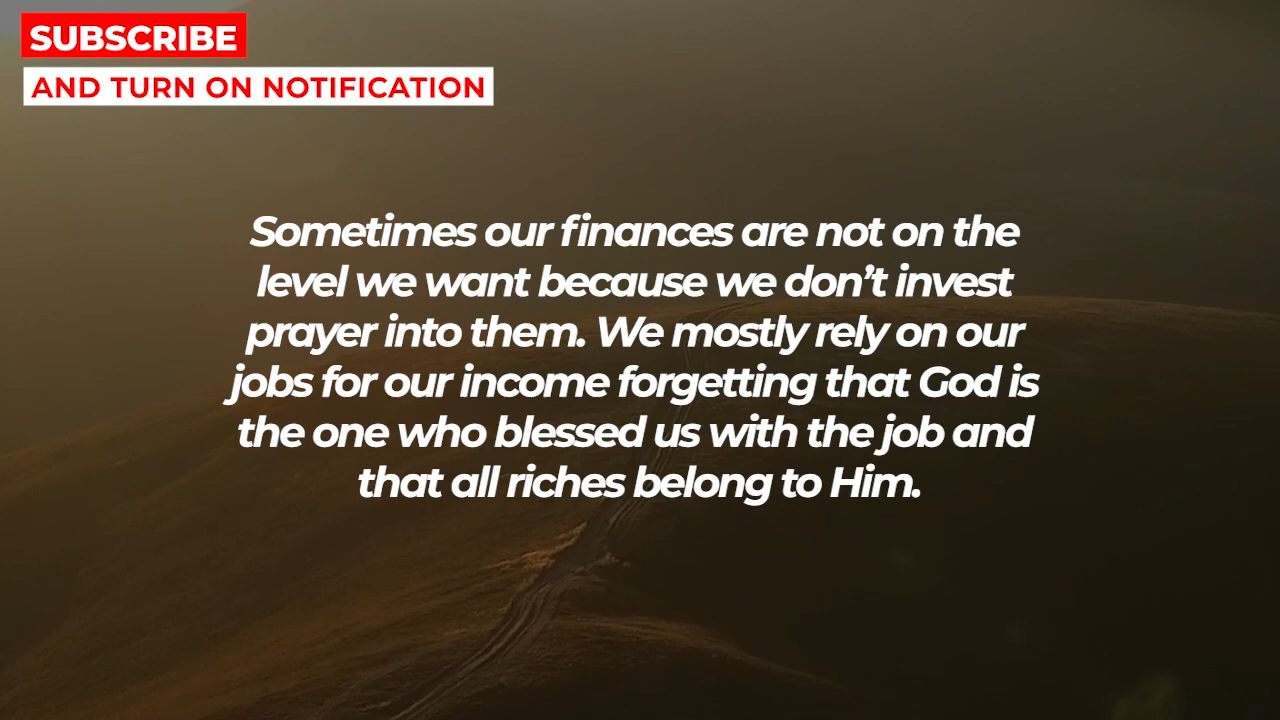 SUBSCRIBE
AND TURN ON NOTIFICATION
Sometimes our finances are not on the
level we want because we don’t invest
prayer into them. We mostly rely on our
jobs for our income forgetting that God is
the one who blessed us with the job and
that all riches belong to Him.